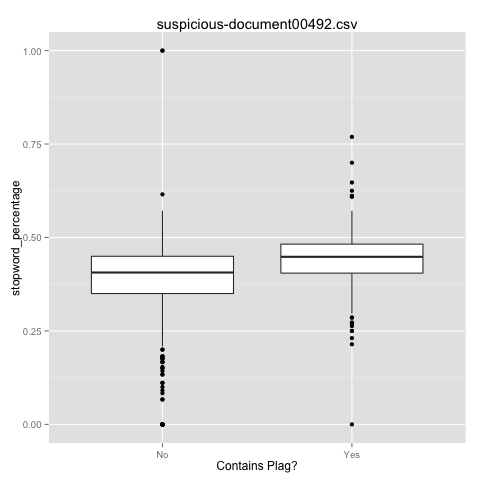 suspicious-document00492.csv
1.00
0.75
0.50
0.25
0.00
stopword_percentage
No
Yes
Contains Plag?